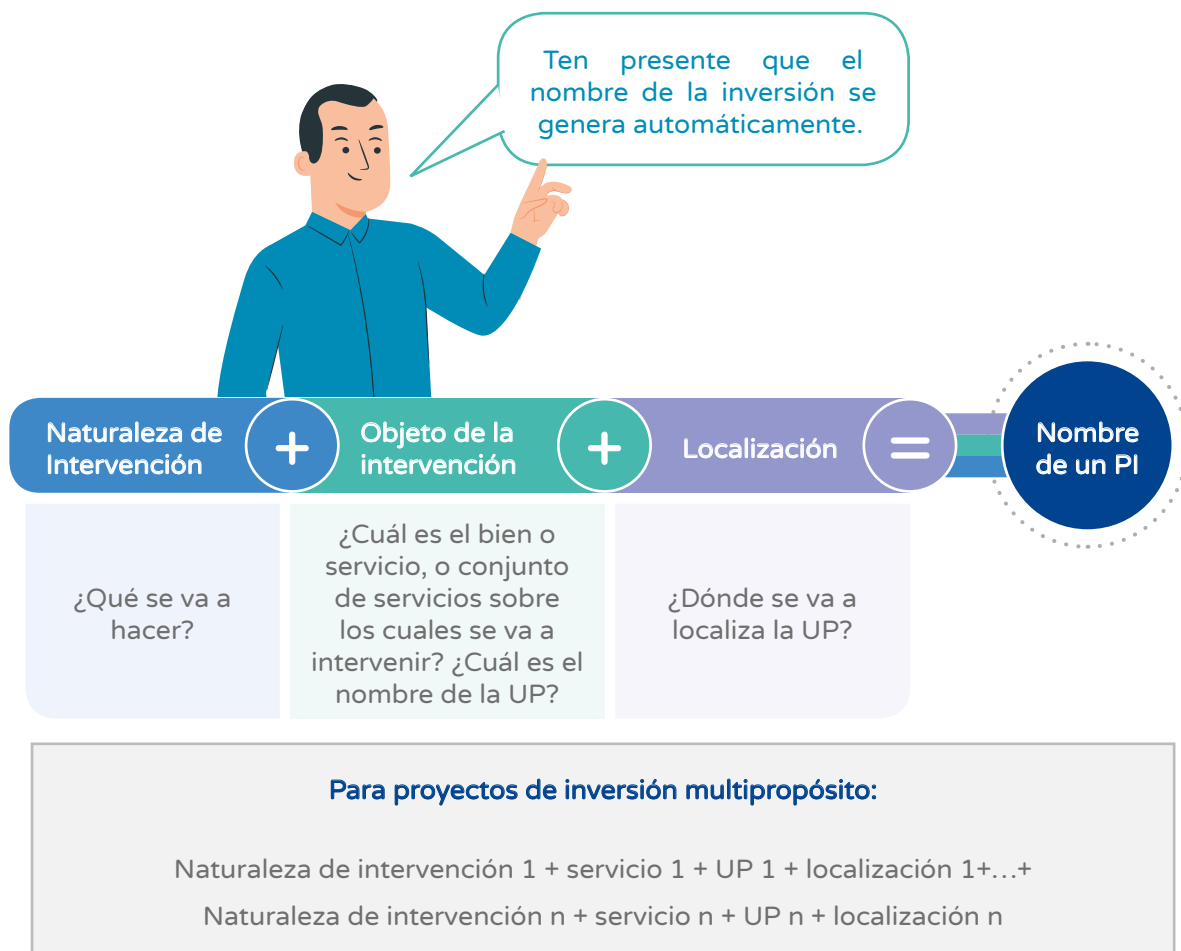 Ten presente que el
nombre de la inversión se
genera automáticamente.
Naturaleza de
Intervención
+
Objeto de la
intervención
+
Localización
=
Nombre
de un PI
¿Qué se va a
hacer?
¿Cuál es el bien o
servicio, o conjunto
de servicios sobre
los cuales se va a
intervenir? ¿Cuál es el
nombre de la UP?
¿Dónde se va a
localiza la UP?
Para proyectos de inversión multipropósito:
Naturaleza de intervención 1 + servicio 1 + UP 1 + localización 1+...+
Naturaleza de intervención n + servicio n + UP n + localización n